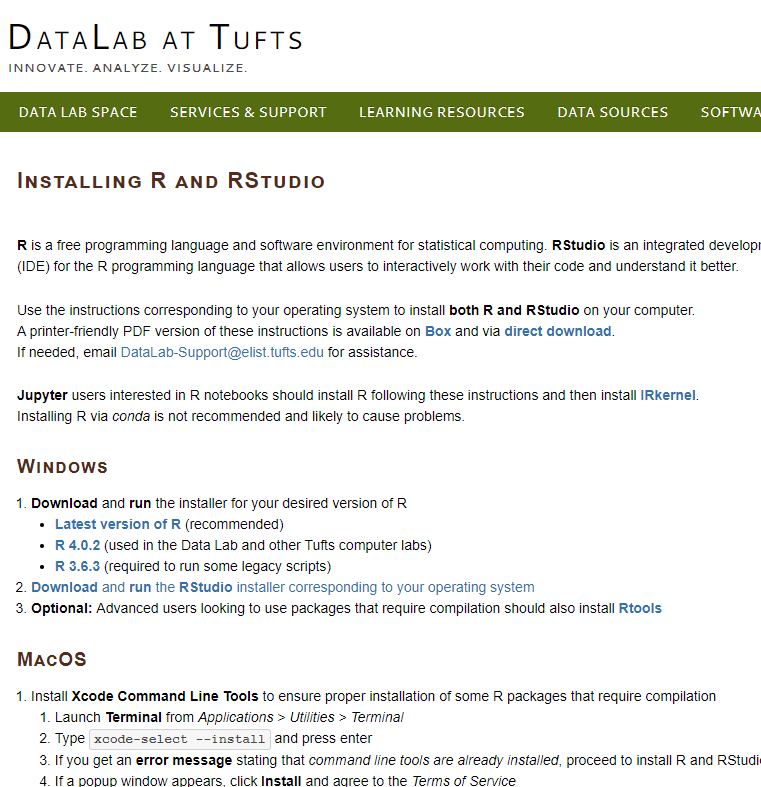 DataLab at Tufts
INNOVATE. ANALYZE. VISUALIZE.
DATA LAB SPACE SERVICES & SUPPORT LEARNING RESOURCES DATA SOURCES SOFTWA
Installing R and RStudio
R is a free programming language and software environment for statistical computing. RStudio is an integrated develop
(IDE) for the R programming language that allows users to interactively work with their code and understand it better.
Use the instructions corresponding to your operating system to install both R and RStudio on your computer.
A printer-friendly PDF version of these instructions is available on Box and via direct download.
If needed, email DataLab-Support@elist.tufts.edu for assistance.
Jupyter users interested in R notebooks should install R following these instructions and then install IRkernel.
Installing R via conda is not recommended and likely to cause problems.
Windows
1. Download and run the installer for your desired version of R
• Latest version of R (recommended)
• R 4.0.2 (used in the Data Lab and other Tufts computer labs)
• R 3.6.3 (required to run some legacy scripts)
2. Download and run the RStudio installer corresponding to your operating system
3. Optional: Advanced users looking to use packages that require compilation should also install Rtools
MacOS
1. Install Xcode Command Line Tools to ensure proper installation of some R packages that require compilation
1. Launch Terminal from Applications > Utilities > Terminal
2. Type xcode-select --install and press enter
3. If you get an error message stating that command line tools are already installed, proceed to install R and RStudi
4. If a popup window appears, click Install and agree to the Terms of Service